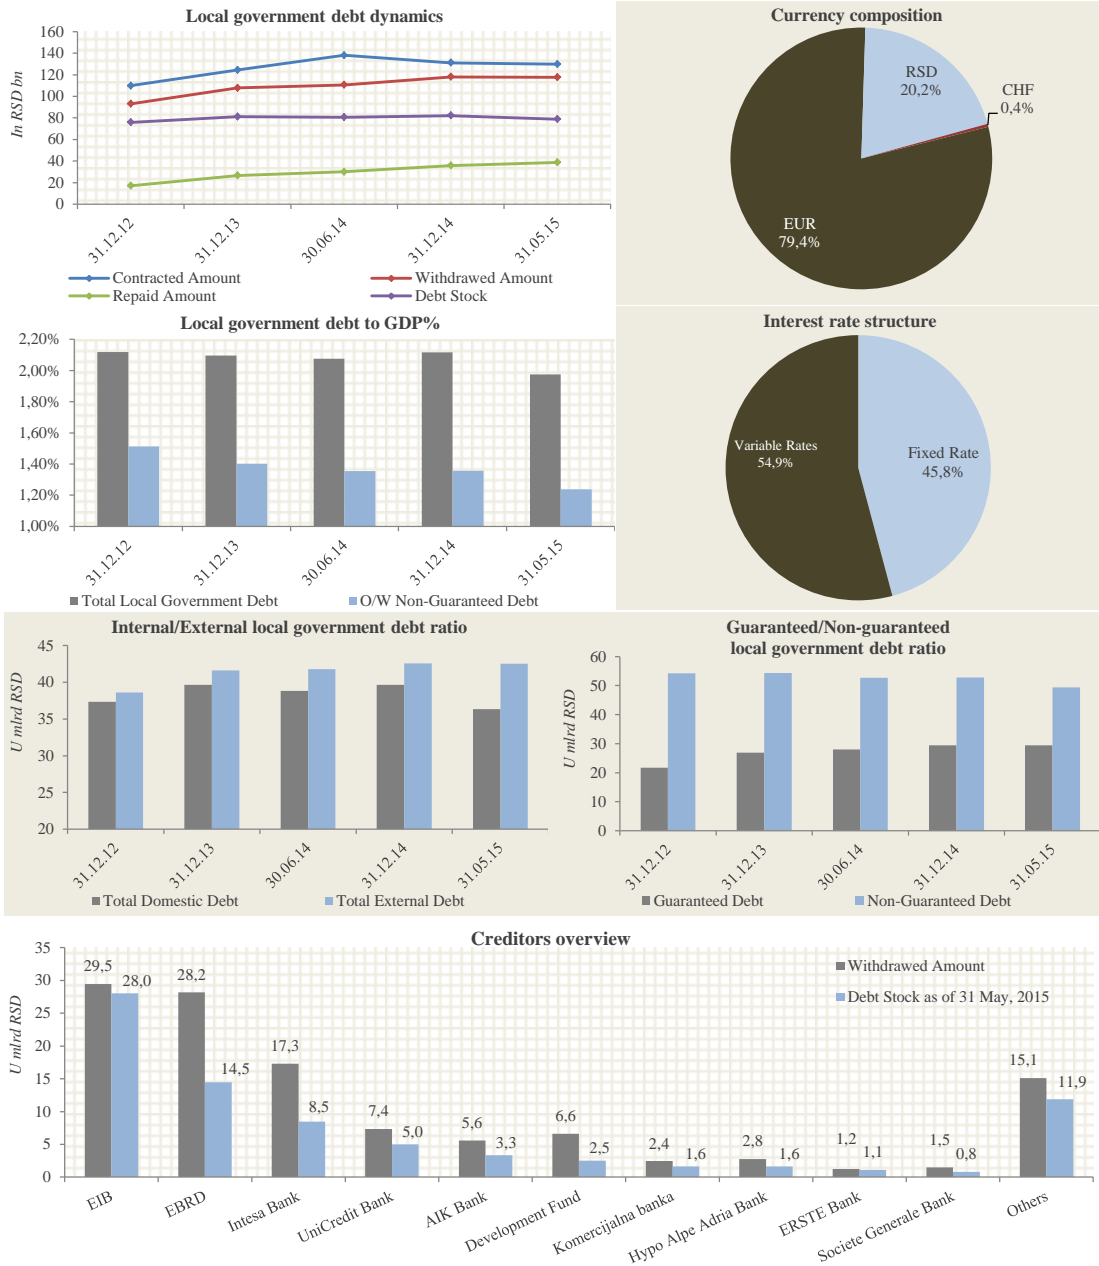 Local government debt dynamics
In RSD bn
160
140
120
100
80
60
40
20
0
31.12.12
31.12.13
30.06.14
31.12.14
31.05.15
Contracted Amount
Withdrawed Amount
Repaid Amount
Debt Stock
Currency composition
RSD
20,2%
CHF
0,4%
EUR
79,4%
Local government debt to GDP%
2,20%
2,00%
1,80%
1,60%
1,40%
1,20%
1,00%
31.12.12
31.12.13
30.06.14
31.12.14
31.05.15
Total Local Government Debt
O/W Non-Guaranteed Debt
Interest rate structure
Variable Rates
54,9%
Fixed Rate
45,8%
Internal/External local government debt ratio
U mlrd RSD
45
40
35
30
25
20
31.12.12
31.12.13
30.06.14
31.12.14
31.05.15
Total Domestic Debt
Total External Debt
Guaranteed/Non-guaranteed
local government debt ratio
U mlrd RSD
60
50
40
30
20
10
0
31.12.12
31.12.13
30.06.14
31.12.14
31.05.15
Guaranteed Debt
Non-Guaranteed Debt
Creditors overview
U mlrd RSD
35
30
25
20
15
10
5
0
Withdrawed Amount
Debt Stock as of 31 May, 2015
29,5
28,0
28,2
14,5
17,3
8,5
7,4
5,0
5,6
3,3
6,6
2,5
2,4
1,6
2,8
1,6
1,2
1,1
1,5
0,8
15,1
11,9
EIB
EBRD
Intesa Bank
UniCredit Bank
AIK Bank
Development Fund
Komercijalna banka
Hypo Alpe Adria Bank
ERSTE Bank
Societe Generale Bank
Others